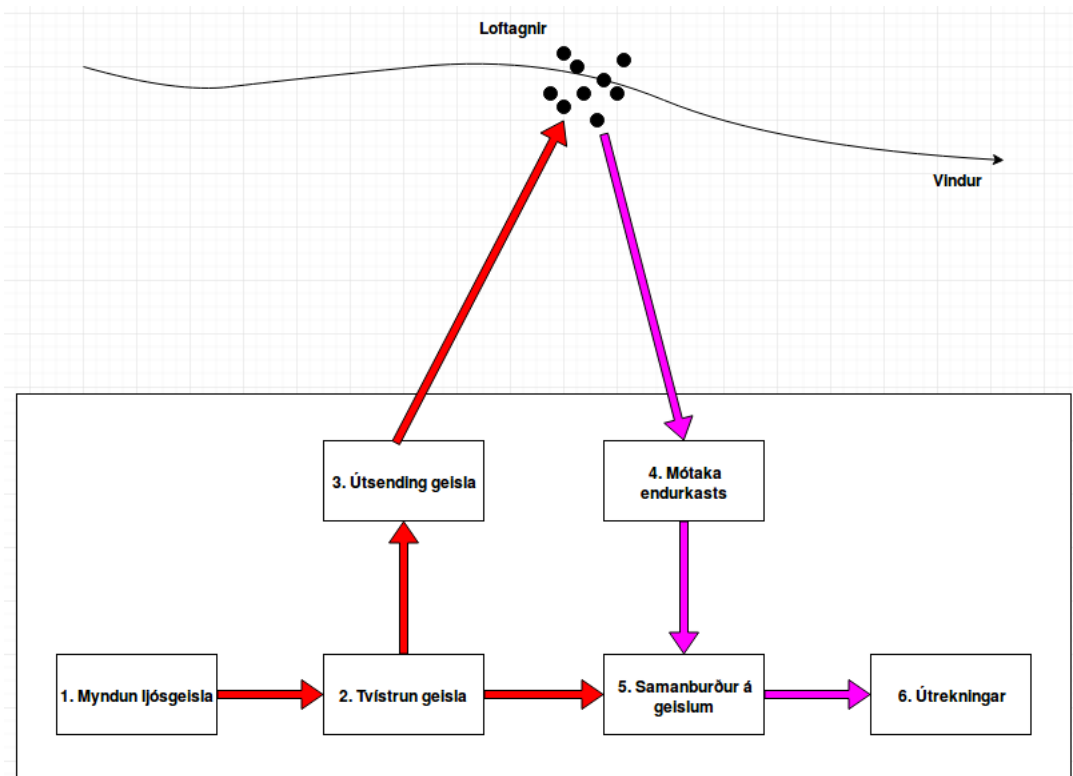 Loftagnir
Vindur
3. Útsending geisla
4. Mótaka
endurkasts
1. Myndun ljósgeisla
2. Tvístrun geisla
5. Samanburður á
geislum
6. Útrekningar